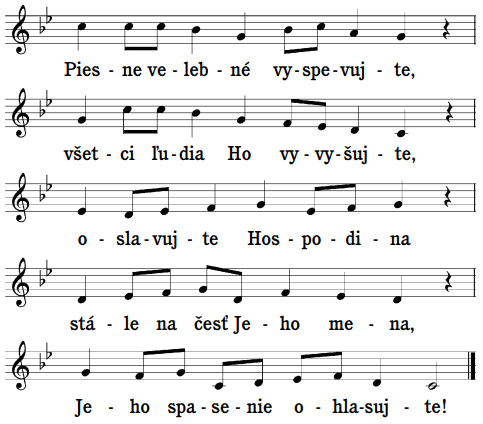 Pies - ne ve - leb - né vy - spe - vuj - te,
všet - ci ľu - dia Ho vy - vy - šuj - te,
o - sla - vuj - te Hos - po - di - na
stá - le na česť Je - ho me - na,
Je - ho spa - se - nie o - hla - suj - te!